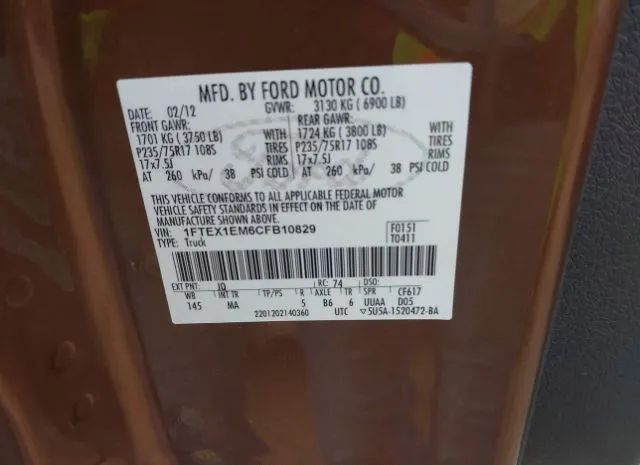 MFD. BY FORD MOTOR CO.
DATE: 02/12 GVWR: 3130 KG ( 6900 LB)
FRONT GAWR: REAR GAWR:
1701 KG ( 3750 LB) WITH 1724 KG ( 3800 LB) WITH
P235/75R17 108S TIRES P235/75R17 108S TIRES
17x7.5J RIMS 17x7.5J RIMS
AT 260 kPa/ 38 PSI COLD AT 260 kPa/ 38 PSI COLD
THIS VEHICLE CONFORMS TO ALL APPLICABLE FEDERAL MOTOR
VEHICLE SAFETY STANDARDS IN EFFECT ON THE DATE OF
MANUFACTURE SHOWN ABOVE.
VIN: 1FTEX1EM6CFB10829 F0151
TYPE: Truck T0411
EXT PNT: JQ RC: 74 DSO:
WB INT TR TP/PS R AXLE TR SPR CF617
145 MA 5 B6 6 UUAA D05
2201202140360 UTC ▽5U5A-1520472-BA